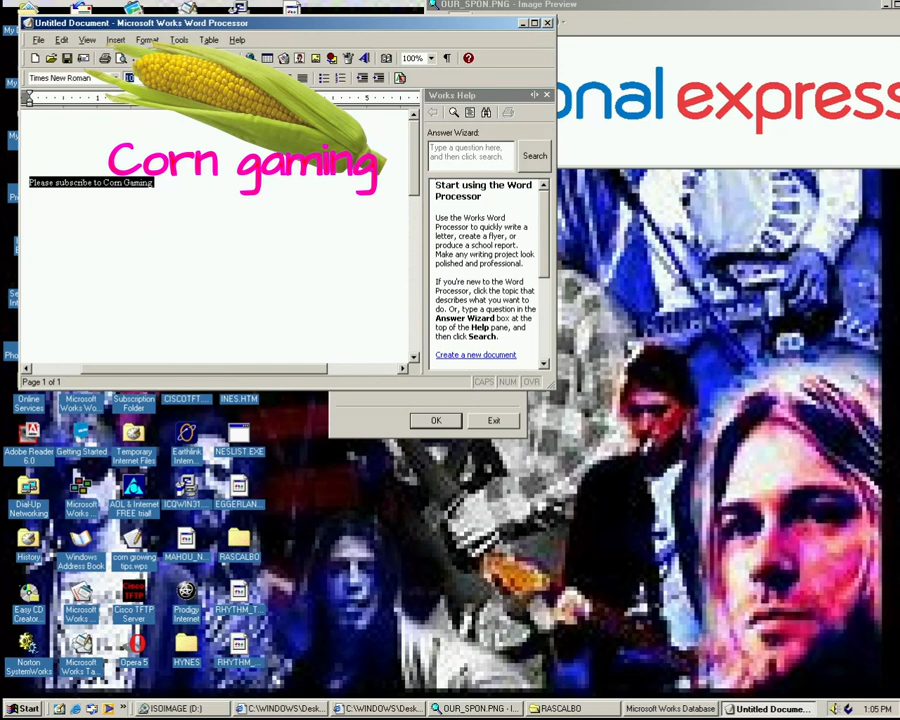 OUR_SPON.PNG - Image Preview
Untitled Document - Microsoft Works Word Processor
File Edit View Insert Format Tools Table Help
100%
Times New Roman
10
1
5
Corn gaming
Please subscribe to Corn Gaming
Works Help
Answer Wizard:
Type a question here,
and then click search.
Search
Start using the Word
Processor
Use the Works Word
Processor to quickly write a
letter, create a flyer, or
produce a school report.
Make any writing project look
polished and professional.
If you're new to the Word
Processor, click the topic that
describes what you want to
do. Or, type a question in the
Answer Wizard box at the
top of the Help pane, and
then click Search.
Create a new document
Page 1 of 1
CAPS NUM OVR
onal express
OK
Exit
Online
Services
Microsoft
Works Wo...
Subscription
Folder
CISCOTFT...
INES.HTM
Adobe Reader
6.0
Getting Started
Temporary
Internet Files
Earthlink
Intern...
NESLIST.EXE
Dial-Up
Networking
Microsoft
Works ...
AOL & Internet
FREE trial!
ICQWIN31...
EGGERLAN...
History
Windows
Address Book
corn growing
tips.wps
MAHOU_N...
RASCALBO
Easy CD
Creator...
Microsoft
Works ...
Cisco TFTP
Server
Prodigy
Internet
RHYTHM_T...
Norton
SystemWorks
Microsoft
Works Ta...
Opera 5
HYNES
RHYTHM_...
Start
ISOIMAGE (D:)
C:\WINDOWS\Desk...
C:\WINDOWS\Desk...
OUR_SPON.PNG - I...
RASCALBO
Microsoft Works Database
Untitled Docume...
1:05 PM